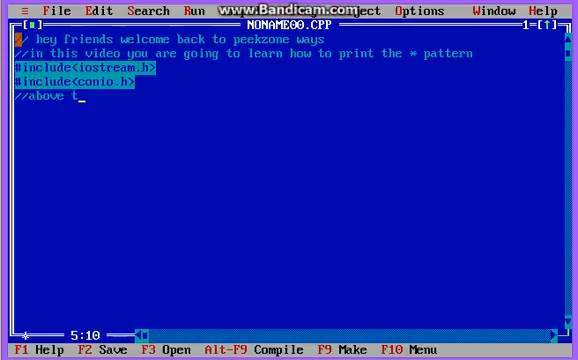 ≡ File Edit Search Run ject Options Window Help
www.Bandicam.com
[■] NONAME00.CPP 1=[↑]
// hey friends welcome back to peekzone ways
//in this video you are going to learn how to print the * pattern
#include<iostream.h>
#include<conio.h>
//above t_
* 5:10
F1 Help F2 Save F3 Open Alt-F9 Compile F9 Make F10 Menu